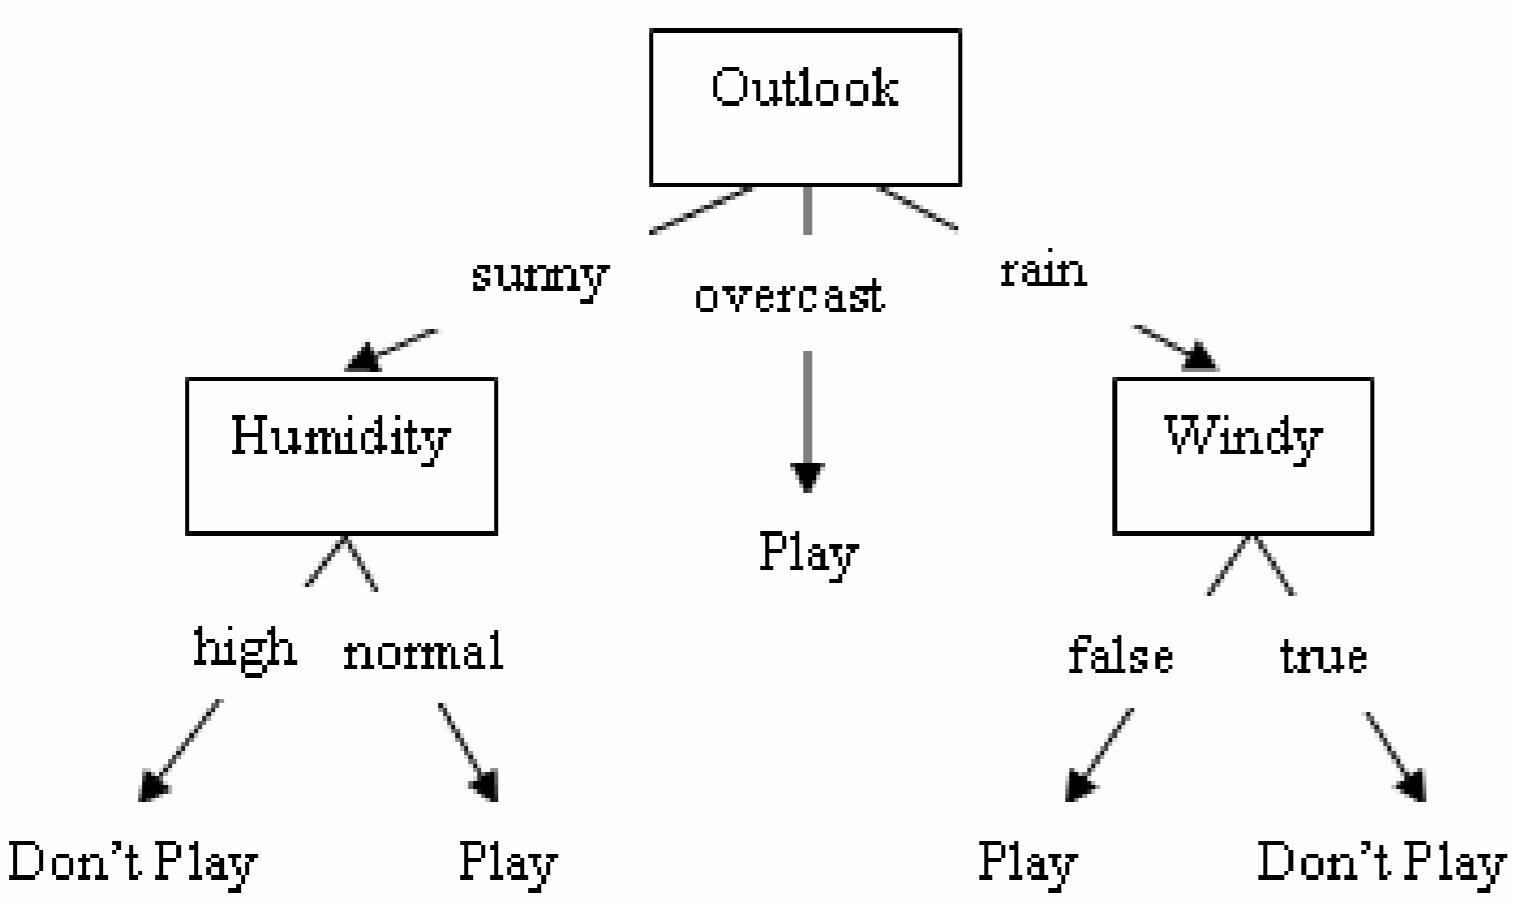 Outlook
sunny
overcast
rain
Humidity
Play
Windy
high
normal
false
true
Don't Play
Play
Play
Don't Play